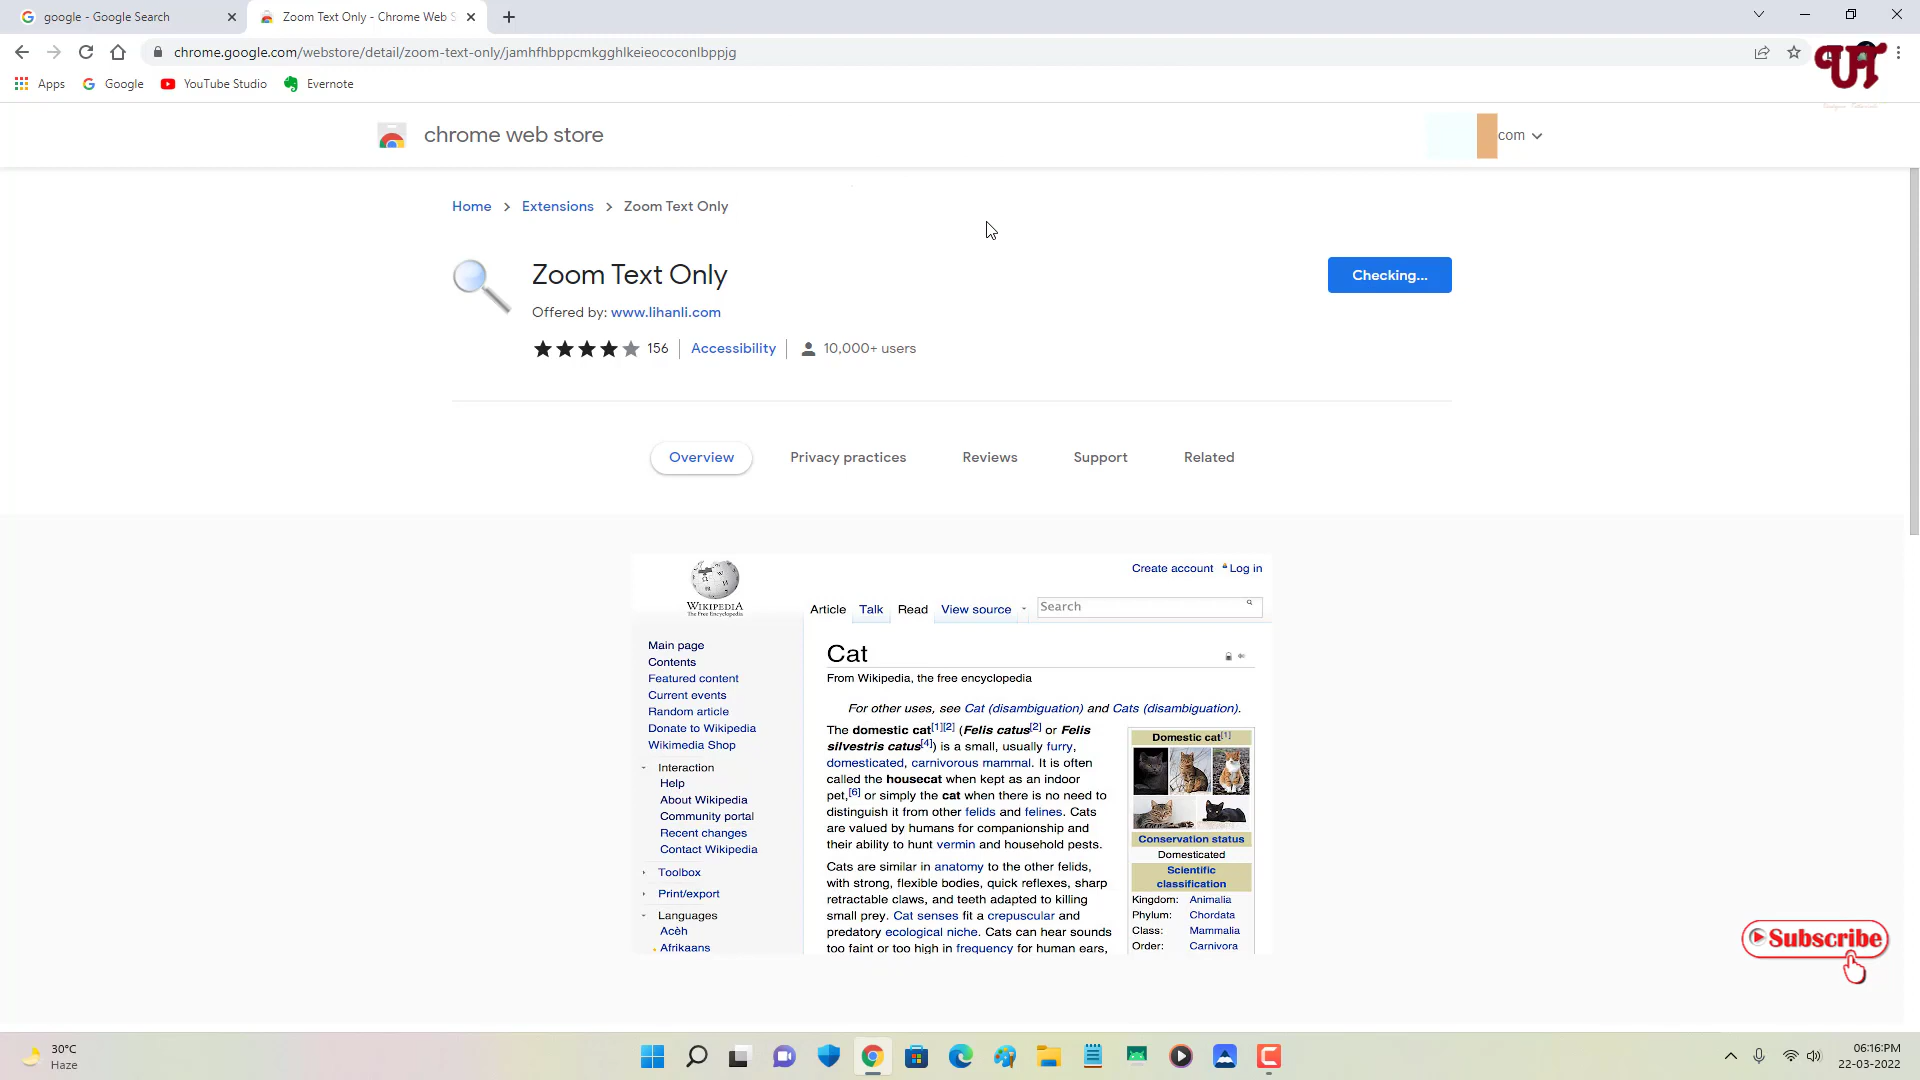 google - Google Search
Zoom Text Only - Chrome Web S
chrome.google.com/webstore/detail/zoom-text-only/jamhfhbppcmkgghlkeieococonlbppjg
Apps
Google
YouTube Studio
Evernote
UT
chrome web store
com
Home > Extensions > Zoom Text Only
Zoom Text Only
Checking...
Offered by: www.lihanli.com
156 Accessibility 10,000+ users
Overview Privacy practices Reviews Support Related
WIKIPEDIA
The Free Encyclopedia
Create account Log in
Article Talk Read View source Search
Main page
Contents
Featured content
Current events
Random article
Donate to Wikipedia
Wikimedia Shop
Interaction
Help
About Wikipedia
Community portal
Recent changes
Contact Wikipedia
Toolbox
Print/export
Languages
Acèh
Afrikaans
Cat
From Wikipedia, the free encyclopedia
For other uses, see Cat (disambiguation) and Cats (disambiguation).
The domestic cat[1][2] (Felis catus[2] or Felis
silvestris catus[4]) is a small, usually furry,
domesticated, carnivorous mammal. It is often
called the housecat when kept as an indoor
pet,[6] or simply the cat when there is no need to
distinguish it from other felids and felines. Cats
are valued by humans for companionship and
their ability to hunt vermin and household pests.
Cats are similar in anatomy to the other felids,
with strong, flexible bodies, quick reflexes, sharp
retractable claws, and teeth adapted to killing
small prey. Cat senses fit a crepuscular and
predatory ecological niche. Cats can hear sounds
too faint or too high in frequency for human ears,
Domestic cat[1]
Conservation status
Domesticated
Scientific
classification
Kingdom: Animalia
Phylum: Chordata
Class: Mammalia
Order: Carnivora
Subscribe
30°C
Haze
06:16:PM
22-03-2022